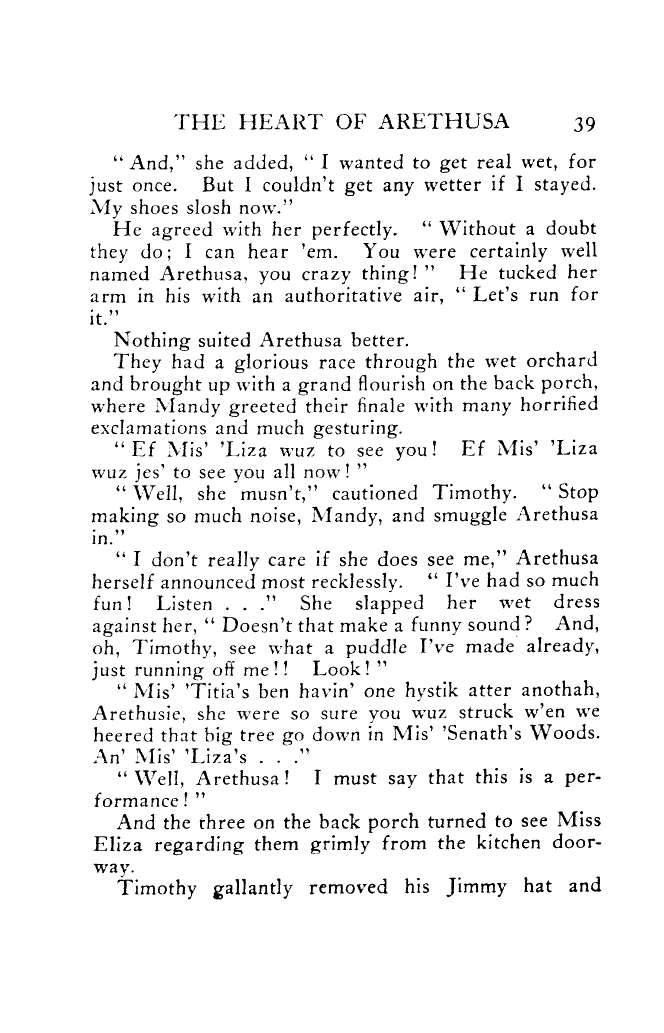 THE HEART OF ARETHUSA 39
" And," she added, " I wanted to get real wet, for
just once. But I couldn't get any wetter if I stayed.
My shoes slosh now."
He agreed with her perfectly. " Without a doubt
they do; I can hear 'em. You were certainly well
named Arethusa, you crazy thing! " He tucked her
arm in his with an authoritative air, " Let's run for
it."
Nothing suited Arethusa better.
They had a glorious race through the wet orchard
and brought up with a grand flourish on the back porch,
where Mandy greeted their finale with many horrified
exclamations and much gesturing.
" Ef Mis' 'Liza wuz to see you! Ef Mis' 'Liza
wuz jes' to see you all now! "
" Well, she musn't," cautioned Timothy. " Stop
making so much noise, Mandy, and smuggle Arethusa
in."
" I don't really care if she does see me," Arethusa
herself announced most recklessly. " I've had so much
fun! Listen . . ." She slapped her wet dress
against her, " Doesn't that make a funny sound? And,
oh, Timothy, see what a puddle I've made already,
just running off me!! Look! "
" Mis' 'Titia's ben havin' one hystik atter anothah,
Arethusie, she were so sure you wuz struck w'en we
heered that big tree go down in Mis' 'Senath's Woods.
An' Mis' 'Liza's . . ."
" Well, Arethusa! I must say that this is a per-
formance! "
And the three on the back porch turned to see Miss
Eliza regarding them grimly from the kitchen door-
way.
Timothy gallantly removed his Jimmy hat and